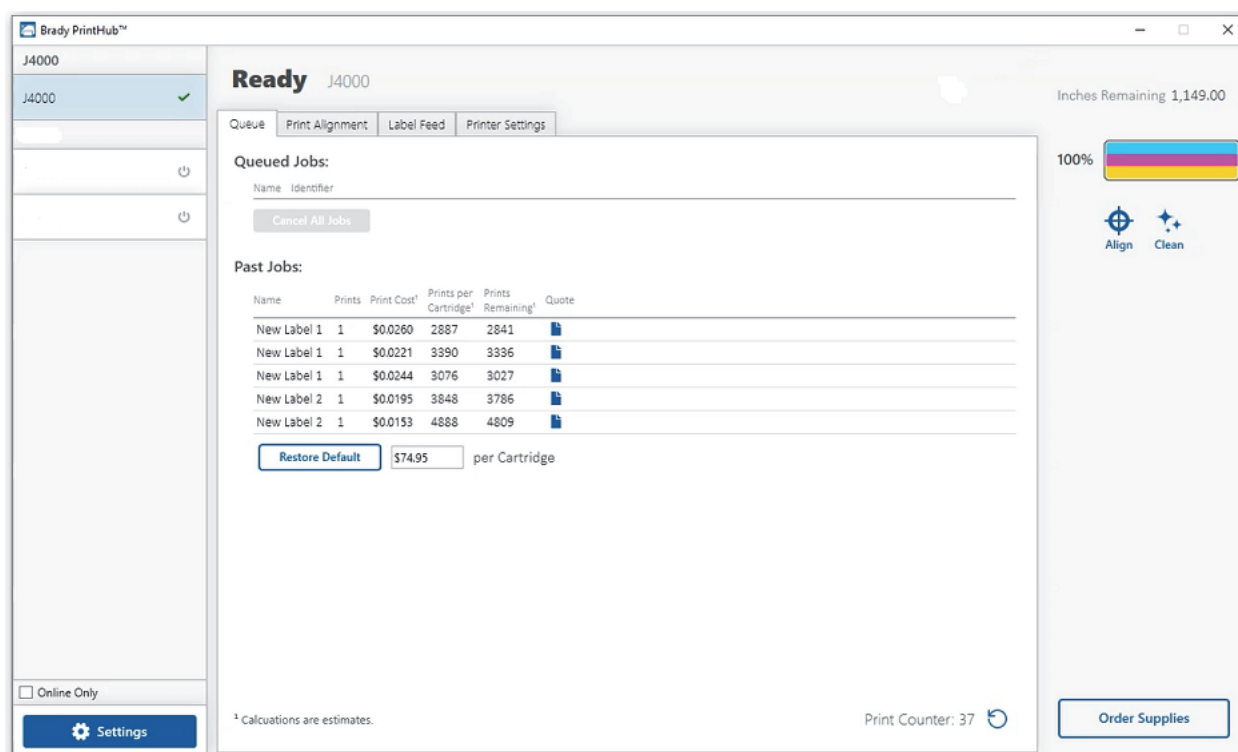 Brady PrintHub™
J4000
J4000
Ready J4000
Inches Remaining 1,149.00
Queue Print Alignment Label Feed Printer Settings
100%
Queued Jobs:
Name Identifier
Cancel All Jobs
Align Clean
Past Jobs:
Name Prints Print Cost¹ Prints per Cartridge¹ Prints Remaining¹ Quote
New Label 1 1 $0.0260 2887 2841
New Label 1 1 $0.0221 3390 3336
New Label 1 1 $0.0244 3076 3027
New Label 2 1 $0.0195 3848 3786
New Label 2 1 $0.0153 4888 4809
Restore Default $74.95 per Cartridge
Online Only
Settings
¹ Calcuations are estimates.
Print Counter: 37
Order Supplies